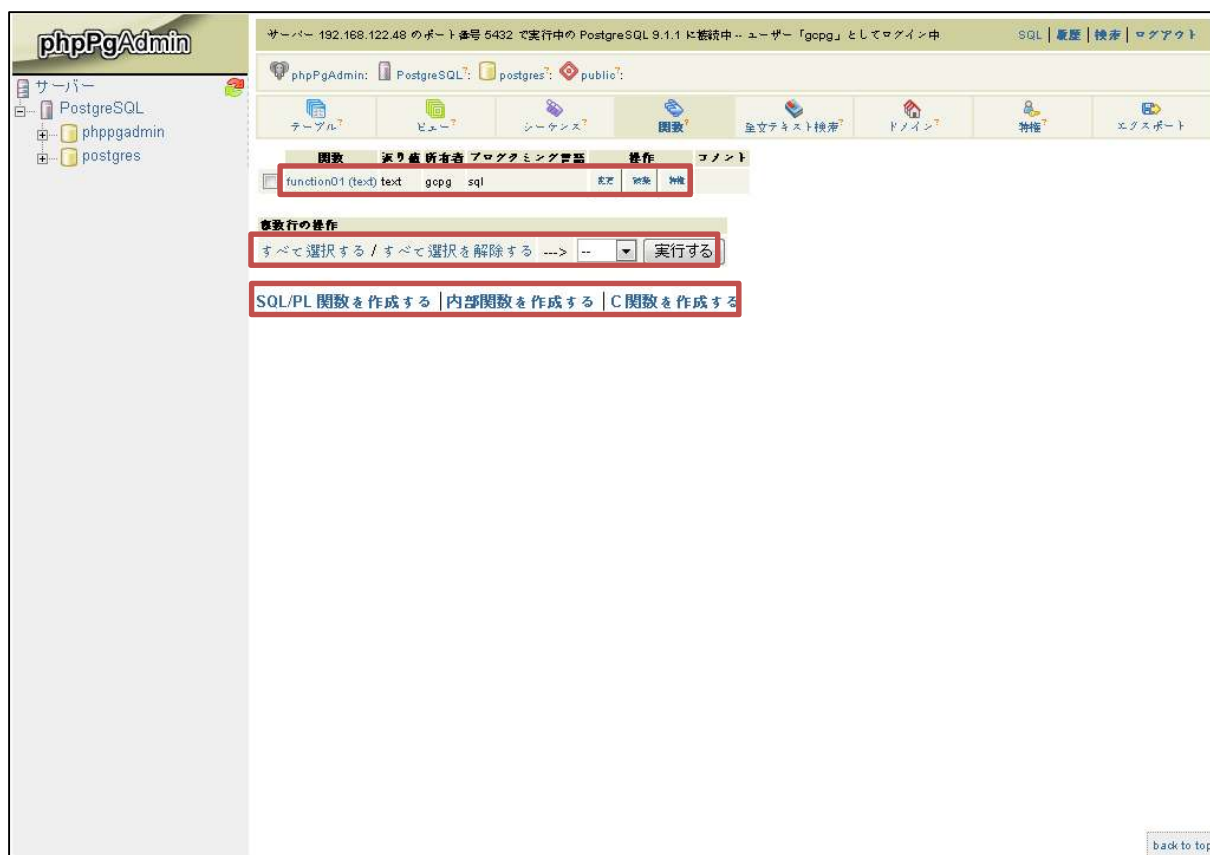 phpPgAdmin
サーバー
PostgreSQL
phppgadmin
postgres
サーバー 192.168.122.48 のポート番号 5432 で実行中の PostgreSQL 9.1.1 に接続中 -- ユーザー「gcpg」としてログイン中
SQL | 履歴 | 検索 | ログアウト
phpPgAdmin: PostgreSQL?: postgres?: public?:
テーブル? ビュー? シーケンス? 関数? 全文テキスト検索? ドメイン? 特権? エクスポート
関数 返り値 所有者 プログラミング言語 操作 コメント
function01 (text) text gcpg sql 変更 破棄 特権
複数行の操作
すべて選択する / すべて選択を解除する ---> -- 実行する
SQL/PL 関数を作成する | 内部関数を作成する | C 関数を作成する
back to top